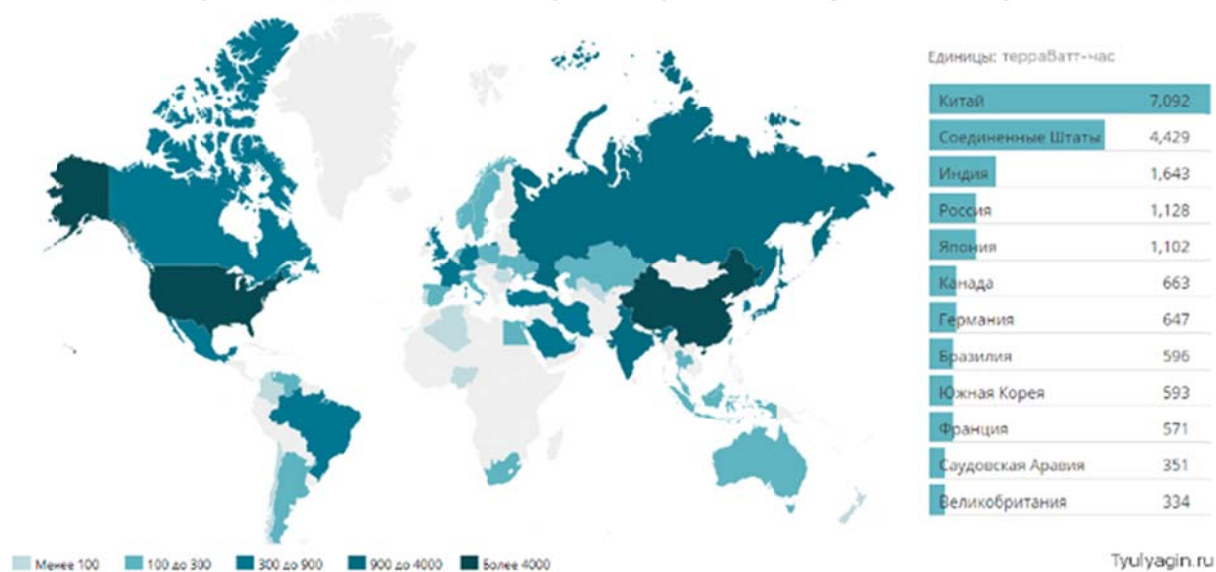 Единицы: терраВатт-час
Китай 7,092
Соединенные Штаты 4,429
Индия 1,643
Россия 1,128
Япония 1,102
Канада 663
Германия 647
Бразилия 596
Южная Корея 593
Франция 571
Саудовская Аравия 351
Великобритания 334
Менее 100 100 до 300 300 до 900 900 до 4000 Более 4000
Tyulyagin.ru